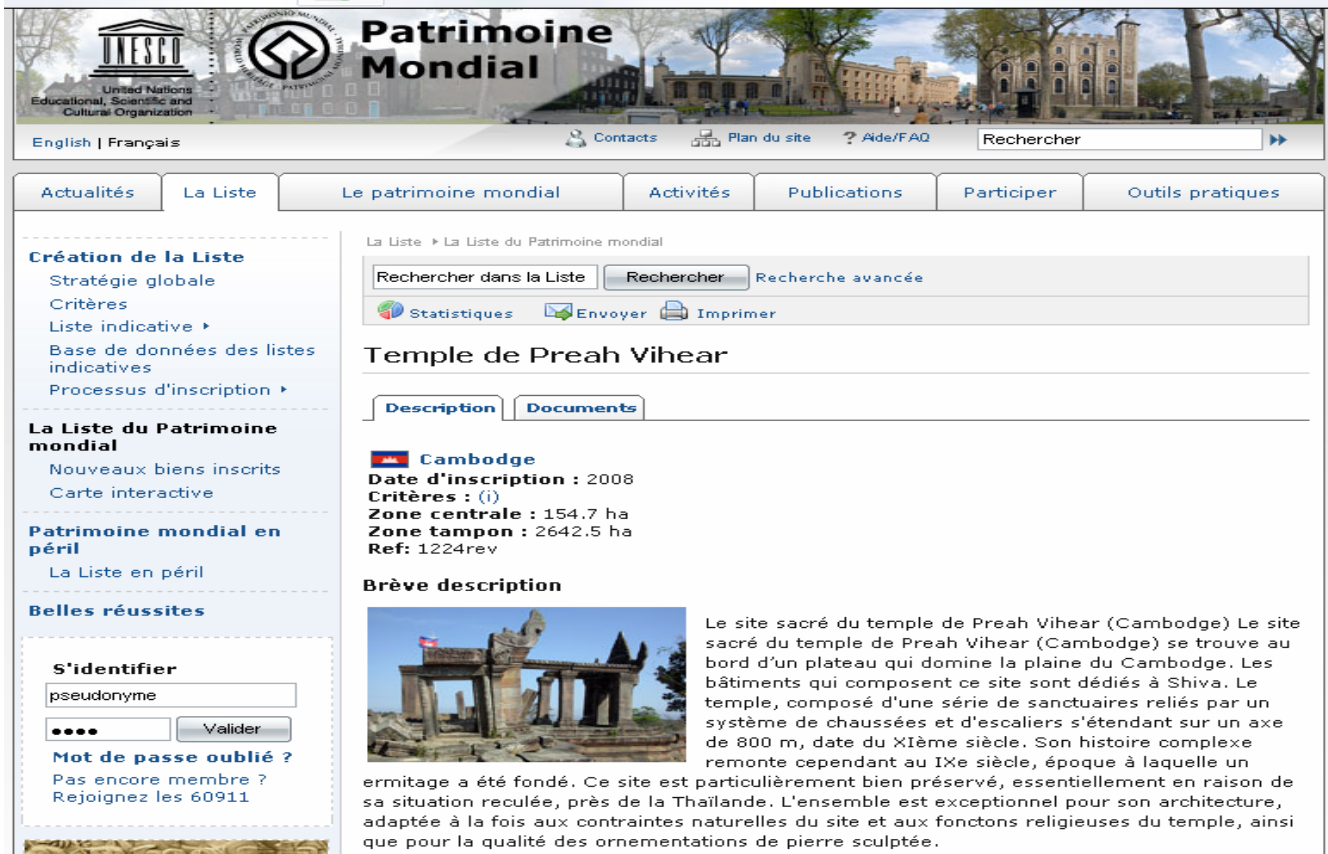 UNESCO
United Nations
Educational, Scientific and
Cultural Organization
Patrimoine
Mondial
English | Français
Contacts
Plan du site
? Aide/FAQ
Rechercher
Actualités
La Liste
Le patrimoine mondial
Activités
Publications
Participer
Outils pratiques
Création de la Liste
Stratégie globale
Critères
Liste indicative
Base de données des listes
indicatives
Processus d'inscription
La Liste du Patrimoine
mondial
Nouveaux biens inscrits
Carte interactive
Patrimoine mondial en
péril
La Liste en péril
Belles réussites
S'identifier
pseudonyme
••••
Valider
Mot de passe oublié ?
Pas encore membre ?
Rejoignez les 60911
La Liste La Liste du Patrimoine mondial
Rechercher dans la Liste Rechercher Recherche avancée
Statistiques Envoyer Imprimer
Temple de Preah Vihear
Description Documents
Cambodge
Date d'inscription : 2008
Critères : (i)
Zone centrale : 154.7 ha
Zone tampon : 2642.5 ha
Ref: 1224rev
Brève description
Le site sacré du temple de Preah Vihear (Cambodge) Le site
sacré du temple de Preah Vihear (Cambodge) se trouve au
bord d'un plateau qui domine la plaine du Cambodge. Les
bâtiments qui composent ce site sont dédiés à Shiva. Le
temple, composé d'une série de sanctuaires reliés par un
système de chaussées et d'escaliers s'étendant sur un axe
de 800 m, date du XIème siècle. Son histoire complexe
remonte cependant au IXe siècle, époque à laquelle un
ermitage a été fondé. Ce site est particulièrement bien préservé, essentiellement en raison de
sa situation reculée, près de la Thaïlande. L'ensemble est exceptionnel pour son architecture,
adaptée à la fois aux contraintes naturelles du site et aux fonctons religieuses du temple, ainsi
que pour la qualité des ornementations de pierre sculptée.